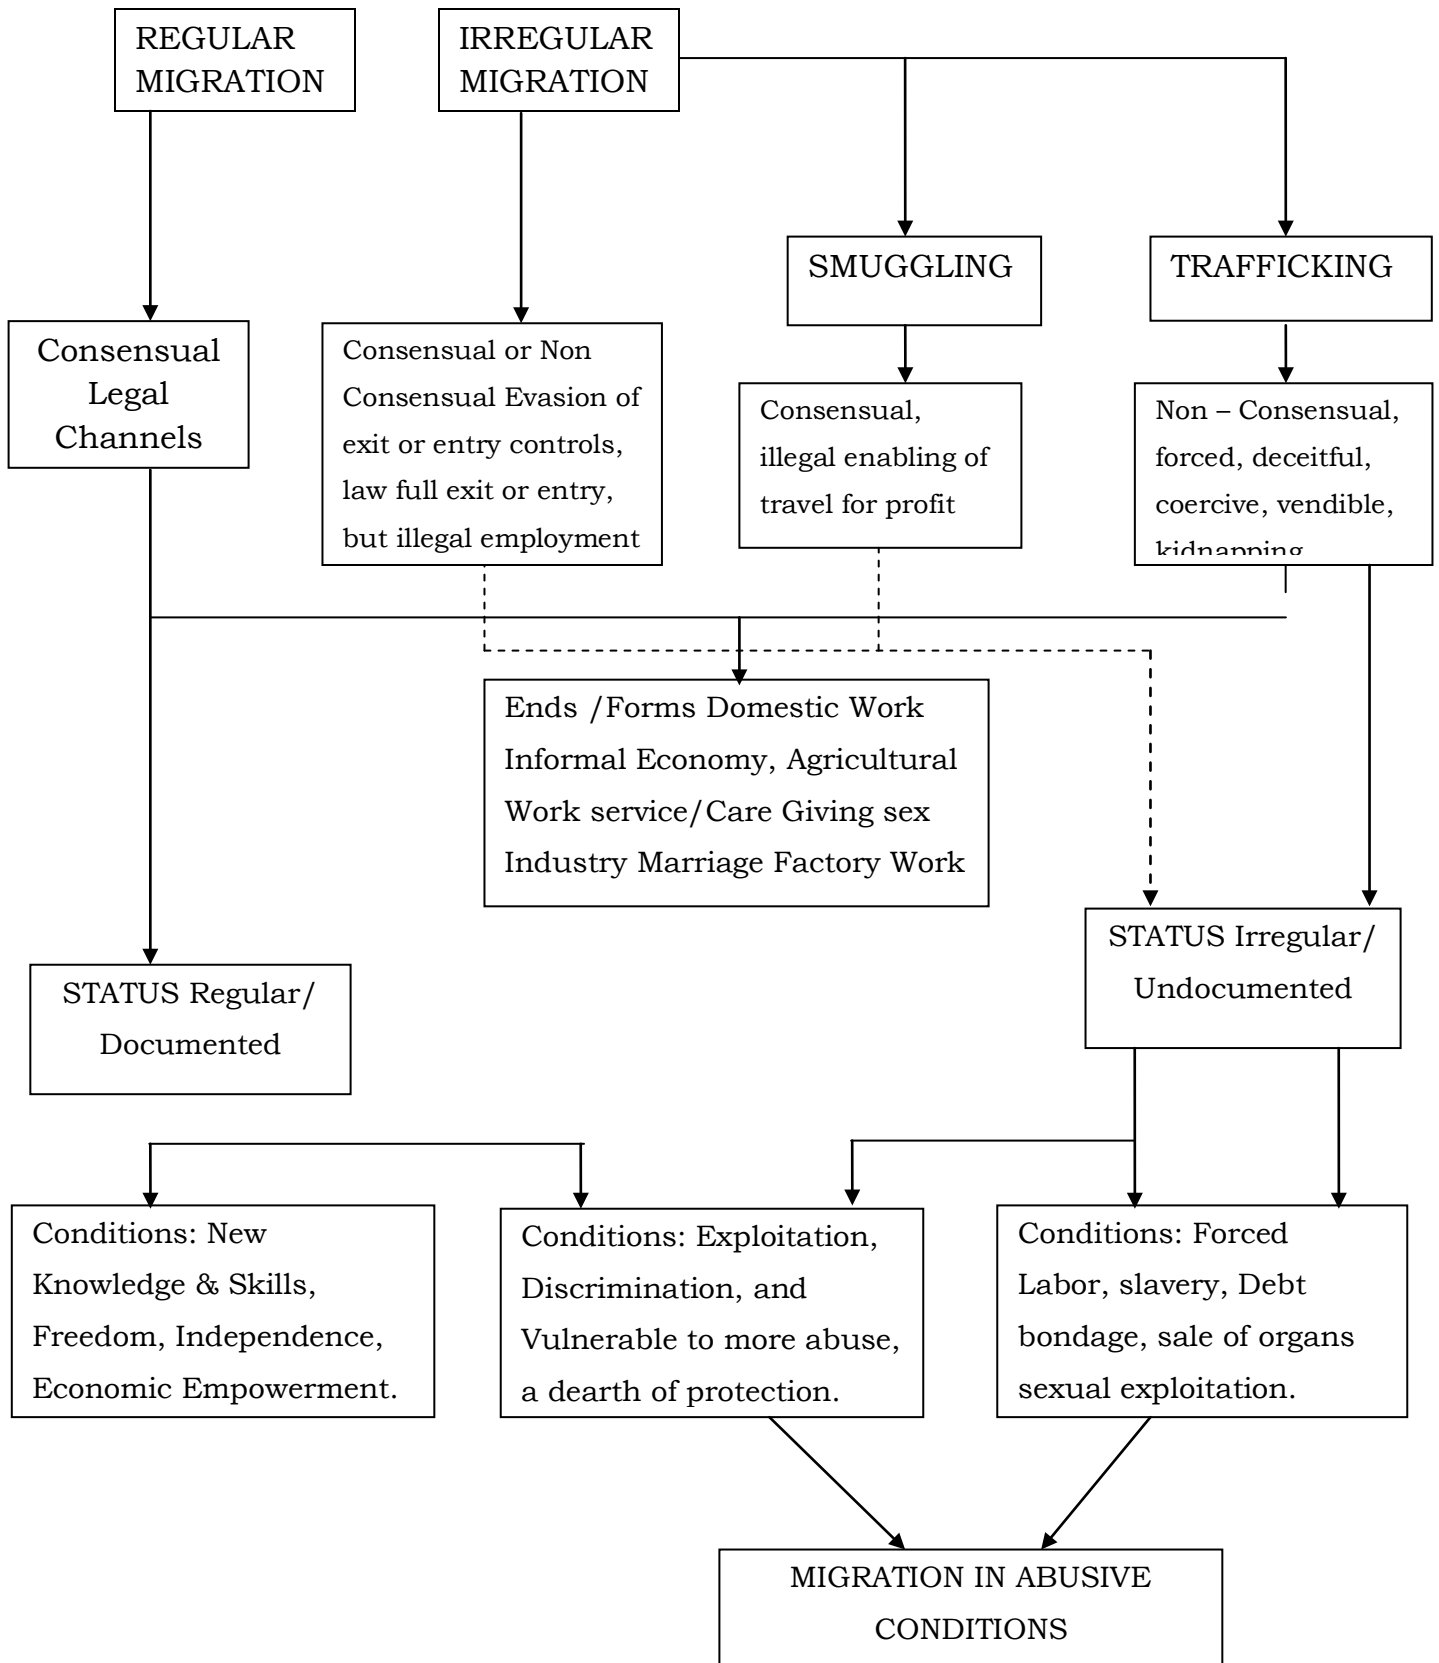 REGULAR
MIGRATION
IRREGULAR
MIGRATION
SMUGGLING
TRAFFICKING
Consensual
Legal
Channels
Consensual or Non
Consensual Evasion of
exit or entry controls,
law full exit or entry,
but illegal employment
Consensual,
illegal enabling of
travel for profit
Non – Consensual,
forced, deceitful,
coercive, vendible,
kidnapping
Ends /Forms Domestic Work
Informal Economy, Agricultural
Work service/Care Giving sex
Industry Marriage Factory Work
STATUS Irregular/
Undocumented
STATUS Regular/
Documented
Conditions: New
Knowledge & Skills,
Freedom, Independence,
Economic Empowerment.
Conditions: Exploitation,
Discrimination, and
Vulnerable to more abuse,
a dearth of protection.
Conditions: Forced
Labor, slavery, Debt
bondage, sale of organs
sexual exploitation.
MIGRATION IN ABUSIVE
CONDITIONS